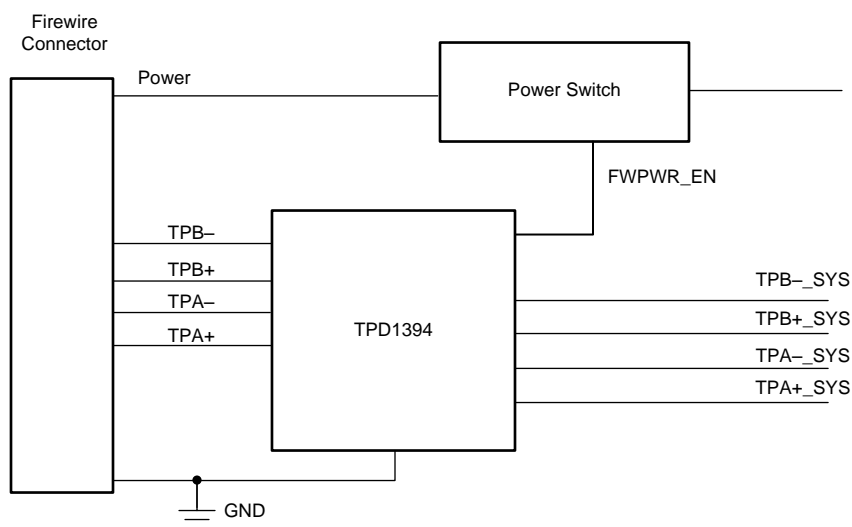 Firewire
Connector
Power
Power Switch
FWPWR_EN
TPB–
TPB+
TPA–
TPA+
TPD1394
TPB–_SYS
TPB+_SYS
TPA–_SYS
TPA+_SYS
GND